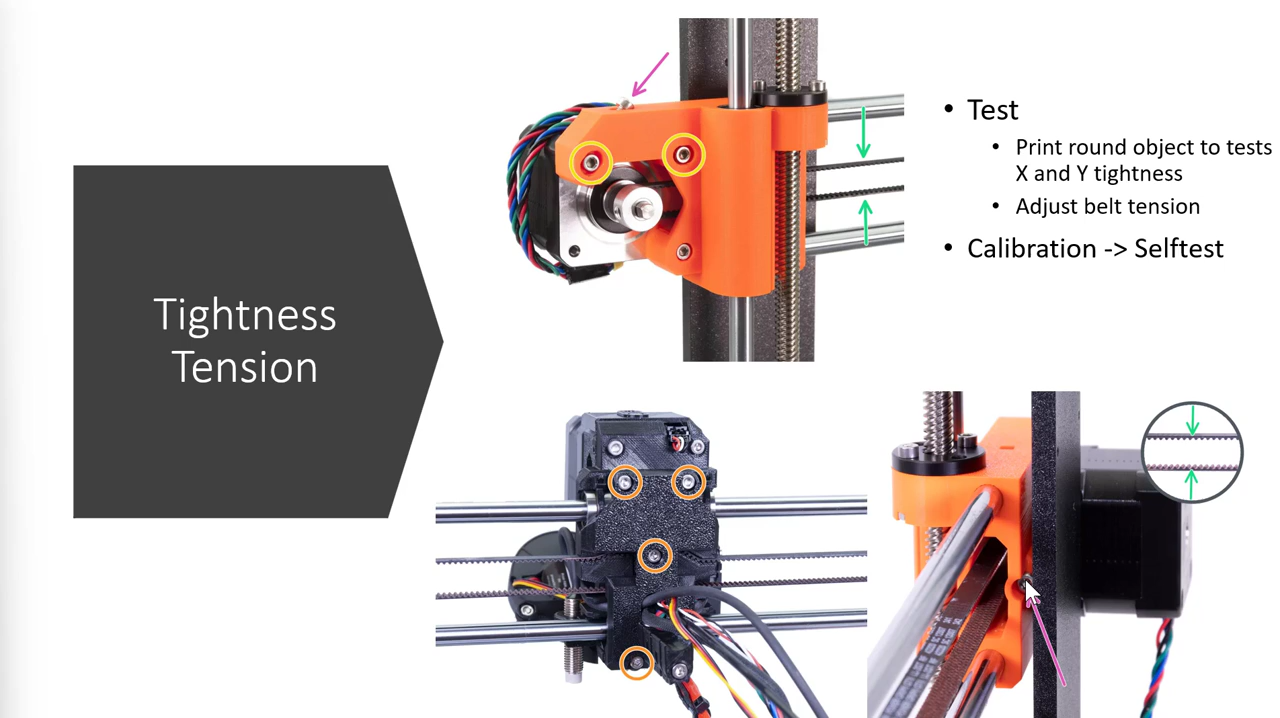 Tightness
Tension
• Test
• Print round object to tests
X and Y tightness
• Adjust belt tension
• Calibration -> Selftest